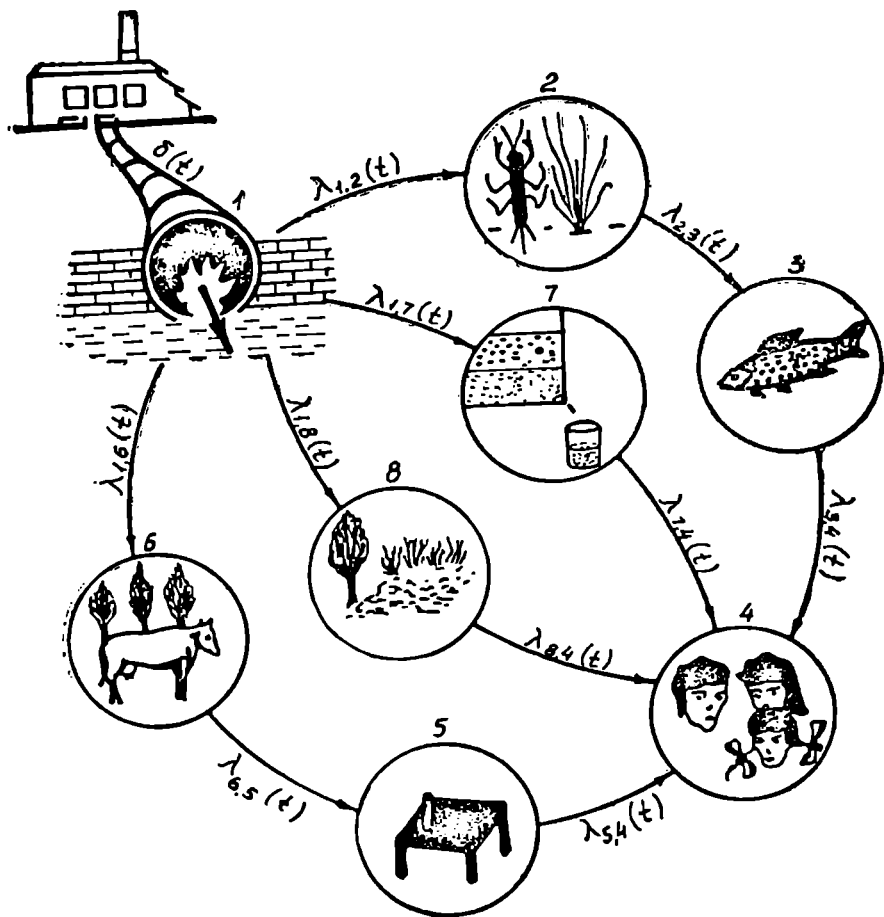 δ(t)
1
2
λ1,2(t)
λ2,3(t)
3
7
λ1,7(t)
λ1,6(t)
λ1,8(t)
8
λ7,4(t)
λ3,4(t)
6
4
λ8,4(t)
5
λ6,5(t)
λ5,4(t)